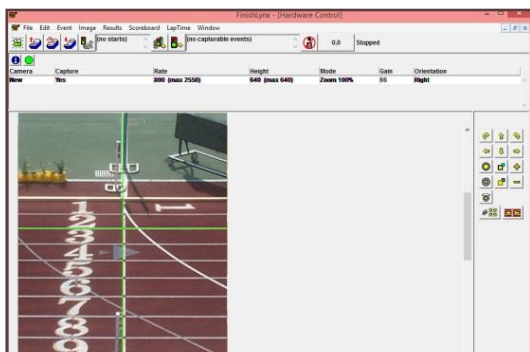 FinishLynx - [Hardware Control]
File Edit Event Image Results Scoreboard LapTime Window
(no starts) (no capturable events) 0.0 Stopped
Camera Capture Rate Height Mode Gain Orientation
New Yes 800 (max 2550) 640 (max 640) Zoom 100% 66 Right
1
1
2
3
4
5
6
7
8
9